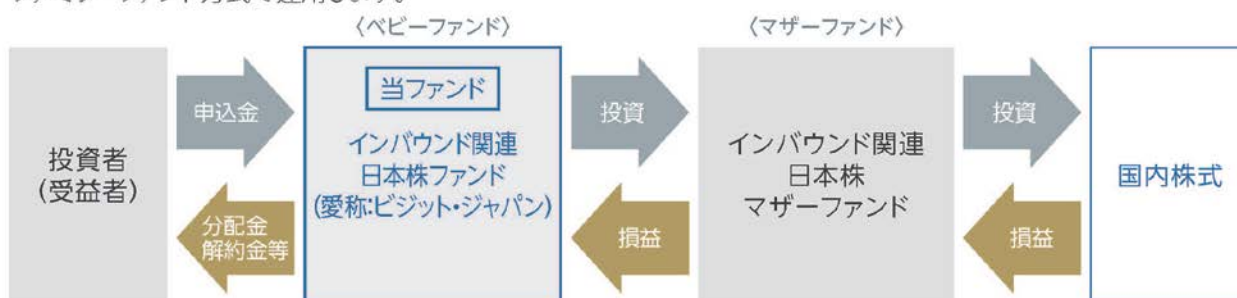 〈ベビーファンド〉
〈マザーファンド〉
投資者
(受益者)
申込金
分配金
解約金等
当ファンド
インバウンド関連
日本株ファンド
(愛称:ビジット・ジャパン)
投資
損益
インバウンド関連
日本株
マザーファンド
投資
損益
国内株式